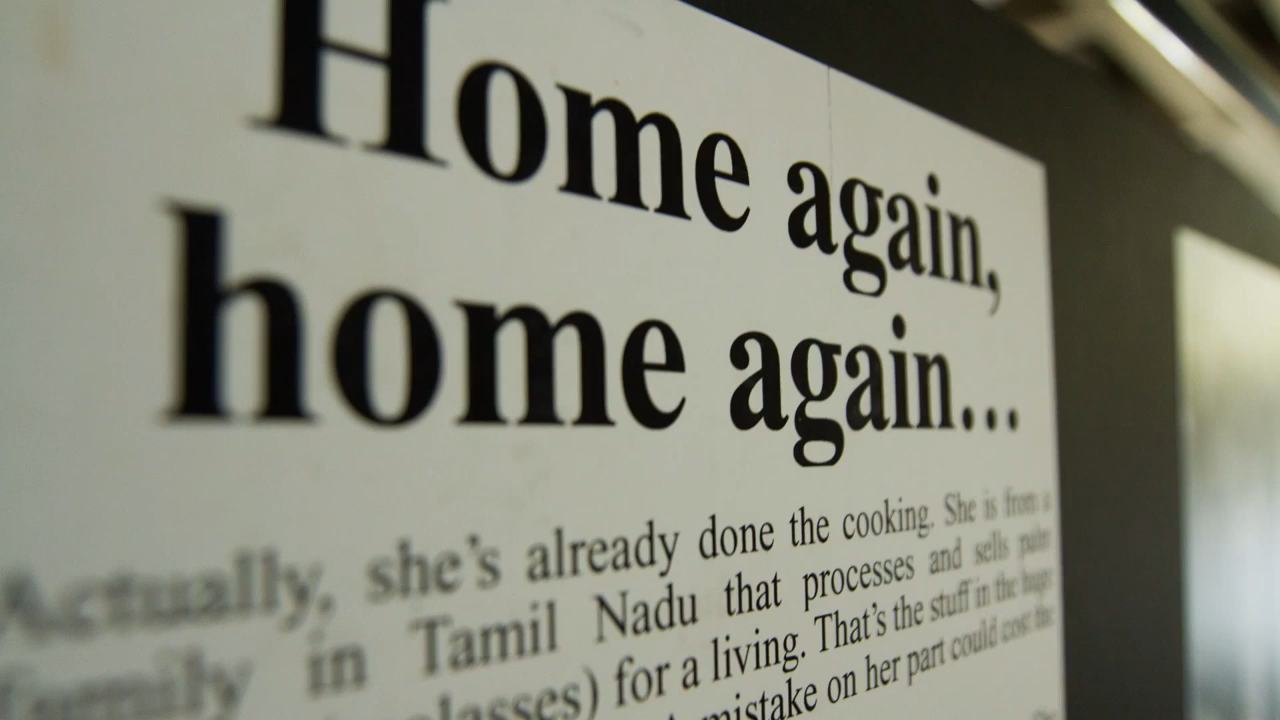 Home again,
home again...
Actually, she's already done the cooking. She is from a
family in Tamil Nadu that processes and sells palm
for a living. That's the stuff in the huge
mistake on her part could cost the